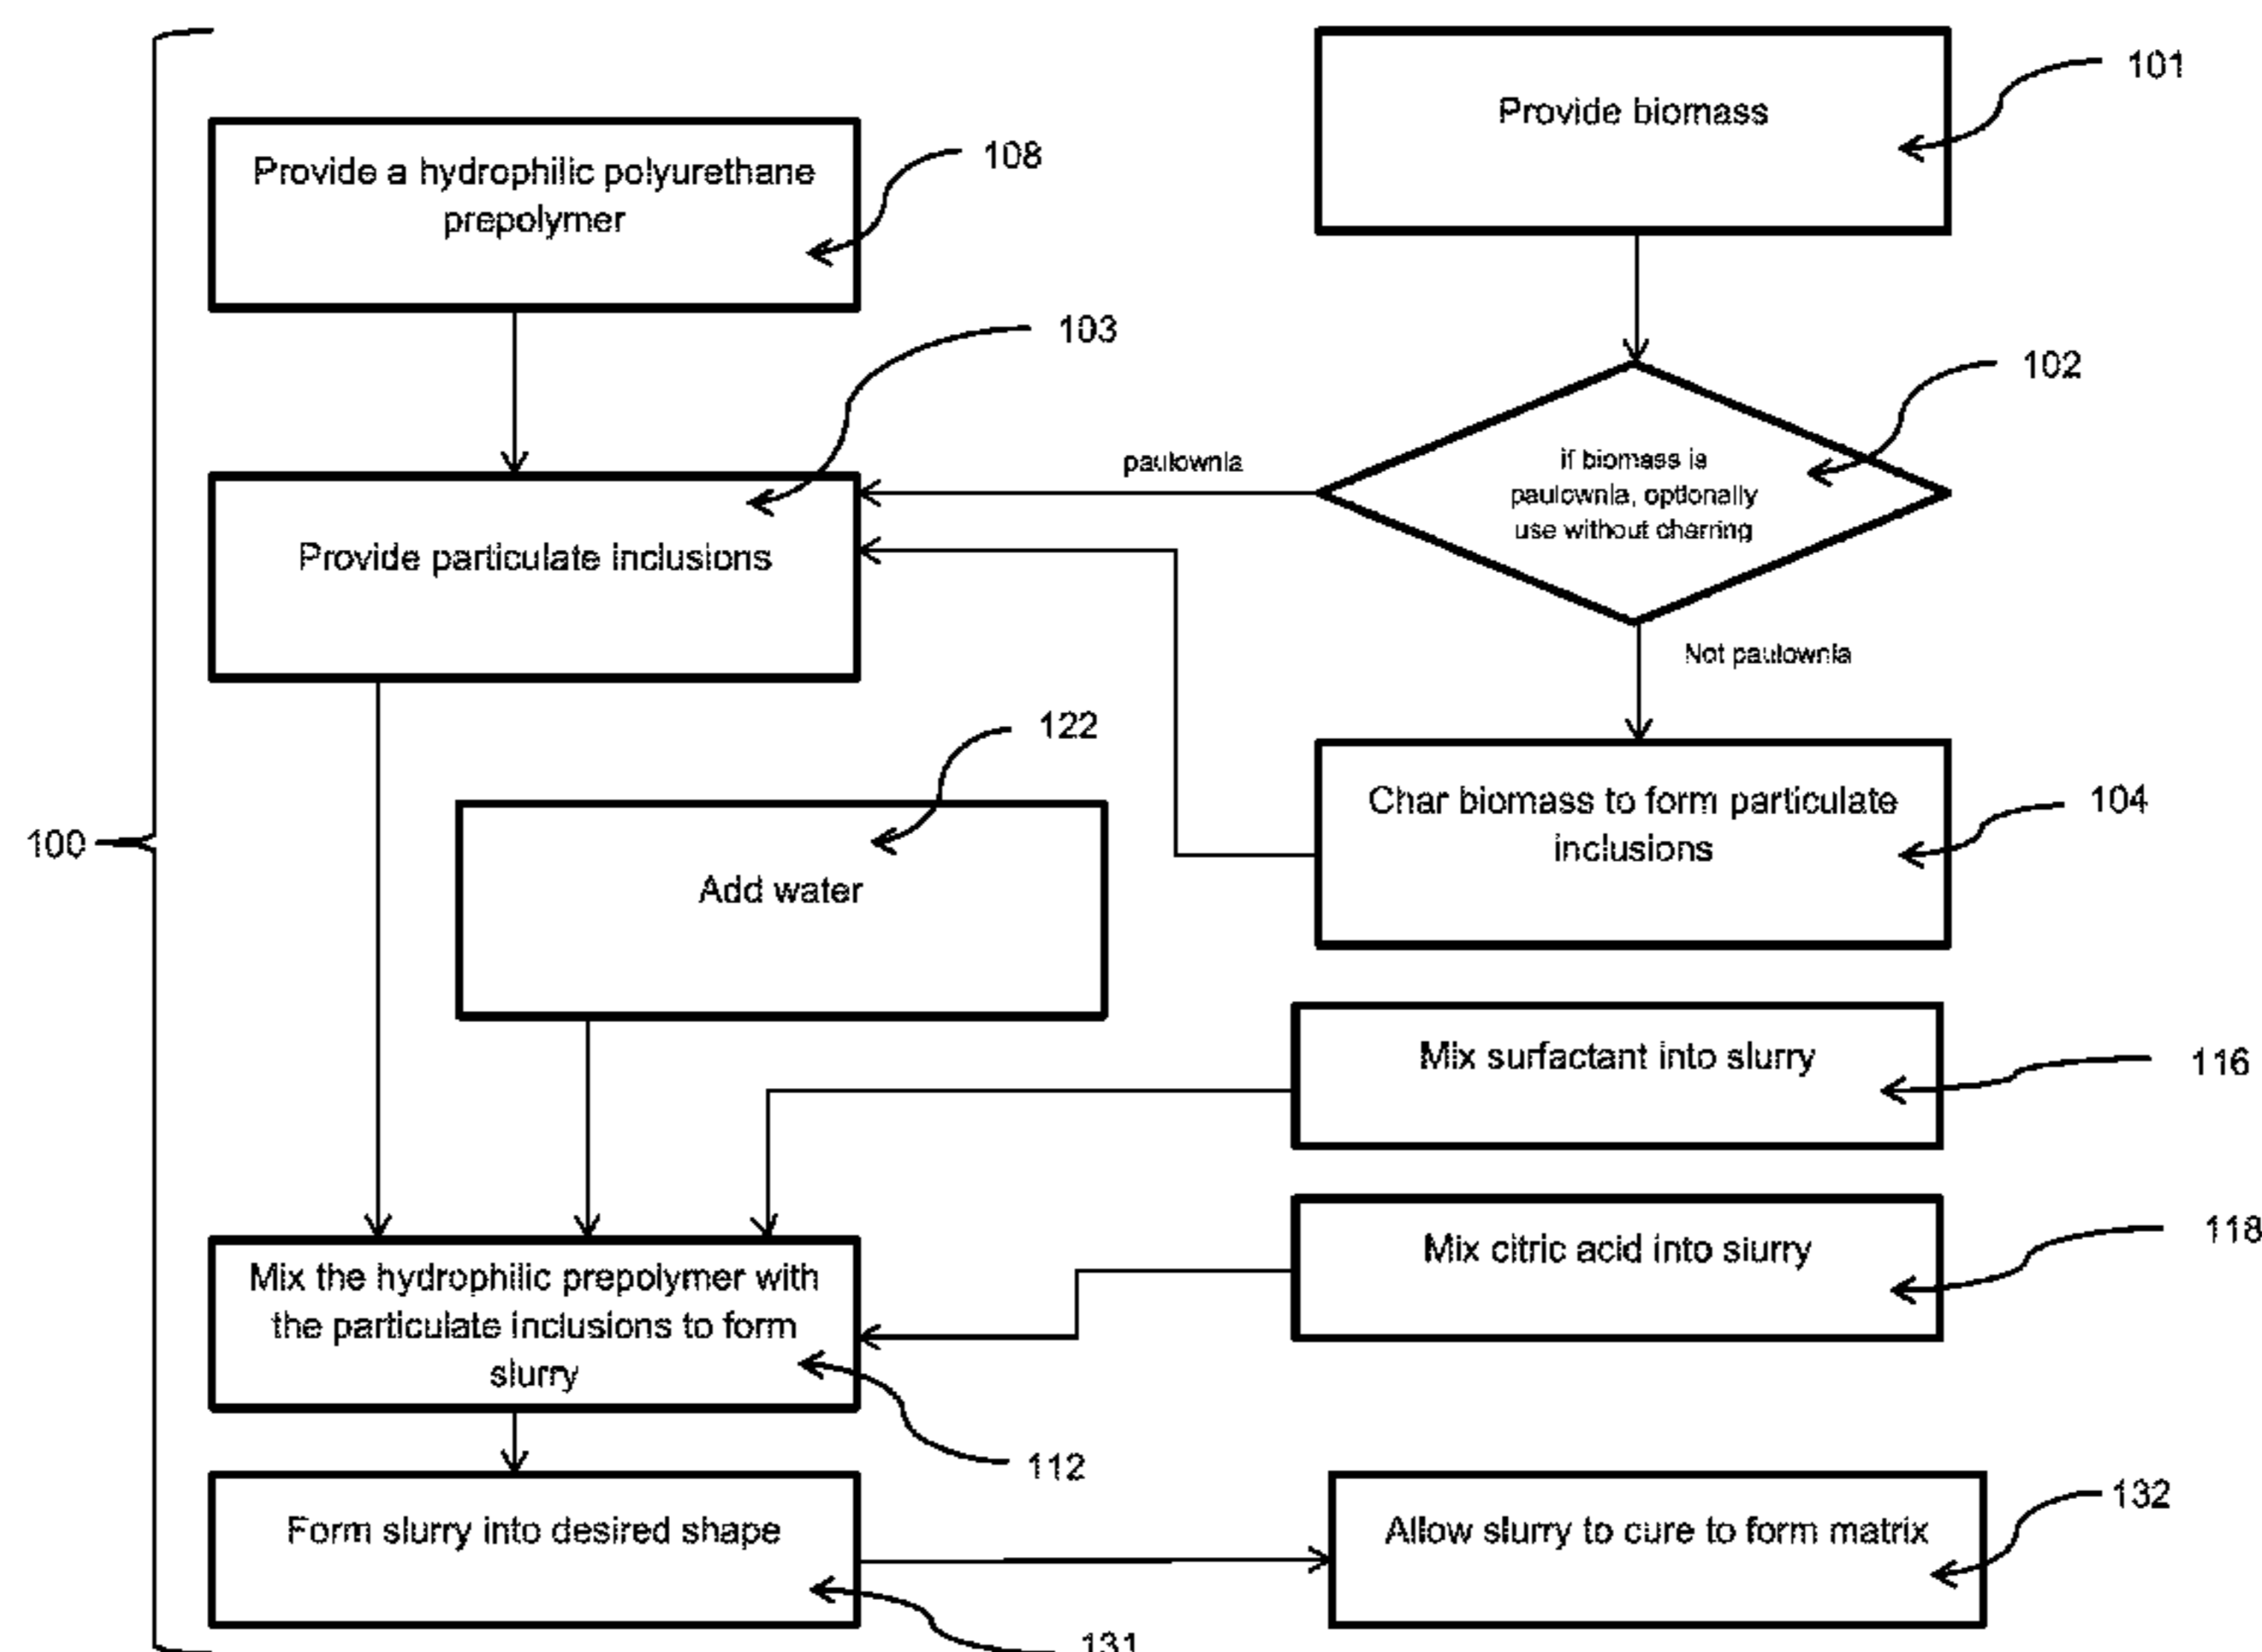 Provide biomass
101
Provide a hydrophilic polyurethane
prepolymer
108
103
102
if biomass is
paulownia, optionally
use without charring
paulownia
Provide particulate inclusions
Not paulownia
122
Add water
Char biomass to form particulate
inclusions
104
100
Mix surfactant into slurry
116
Mix citric acid into slurry
118
Mix the hydrophilic prepolymer with
the particulate inclusions to form
slurry
112
Form slurry into desired shape
131
Allow slurry to cure to form matrix
132